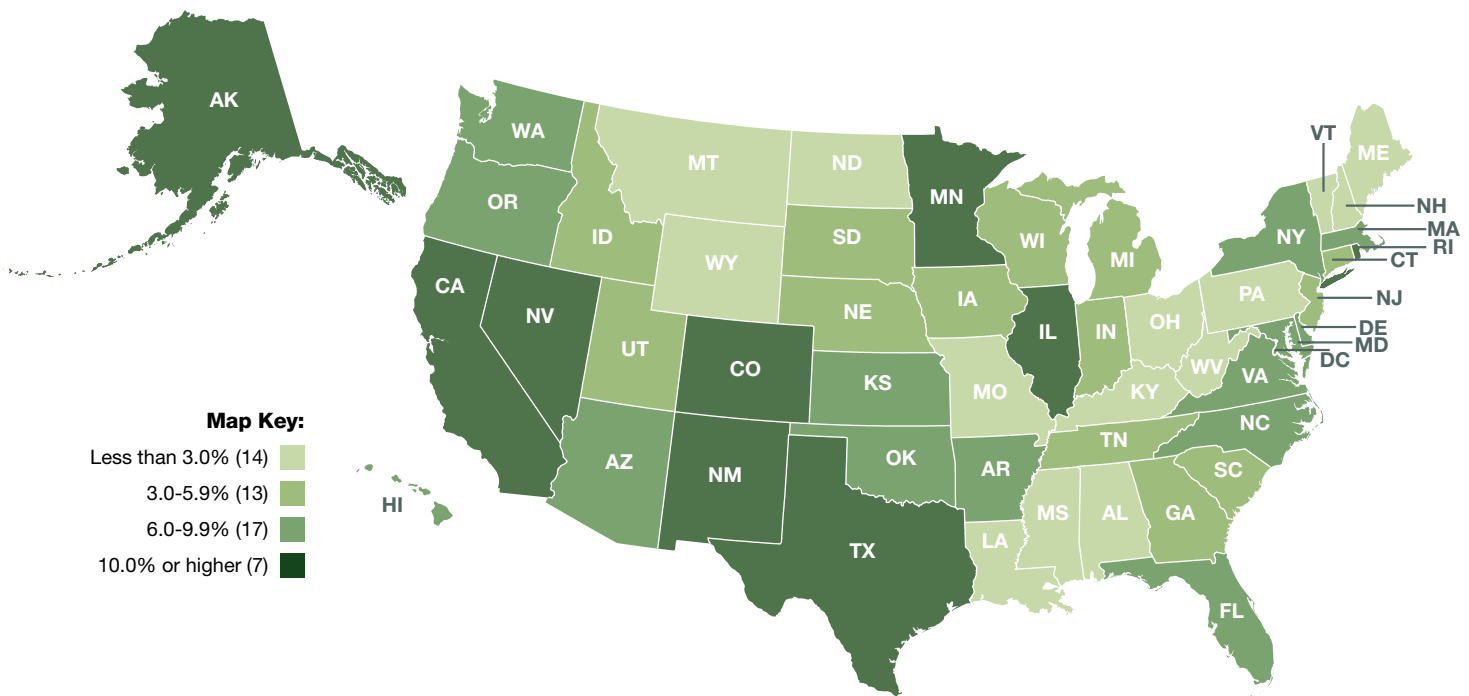 AK
WA
MT
ND
MN
VT
ME
OR
ID
SD
WI
MI
NY
NH
MA
RI
CT
WY
CA
NV
UT
NE
IA
IL
IN
OH
PA
NJ
DE
MD
DC
CO
KS
MO
KY
WV
VA
Map Key:
Less than 3.0% (14)
3.0-5.9% (13)
6.0-9.9% (17)
10.0% or higher (7)
AZ
NM
OK
AR
TN
NC
SC
HI
TX
LA
MS
AL
GA
FL